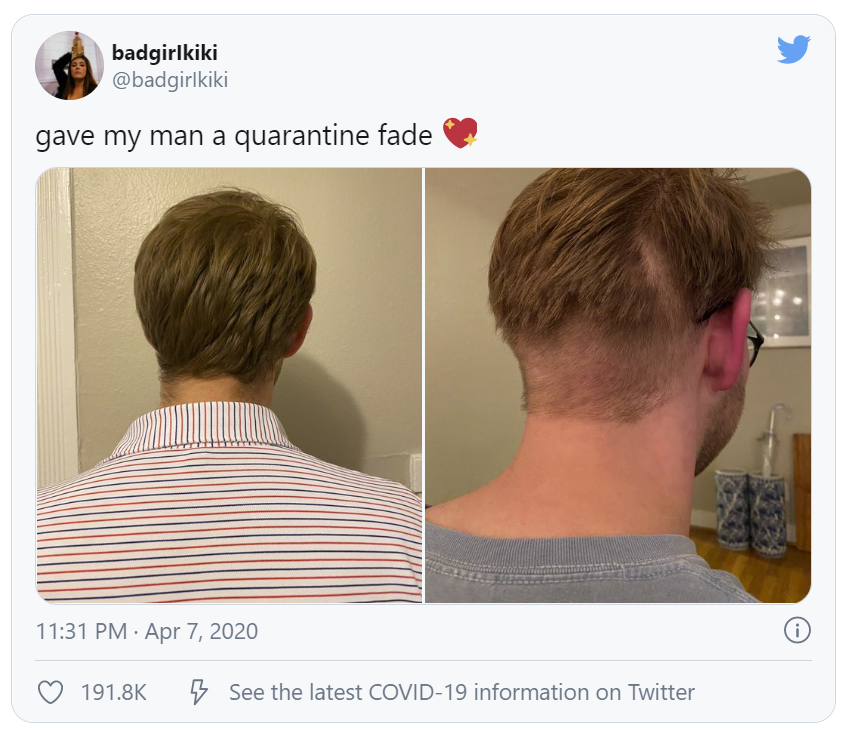 badgirlkiki
@badgirlkiki
gave my man a quarantine fade 💖
11:31 PM · Apr 7, 2020
191.8K See the latest COVID-19 information on Twitter